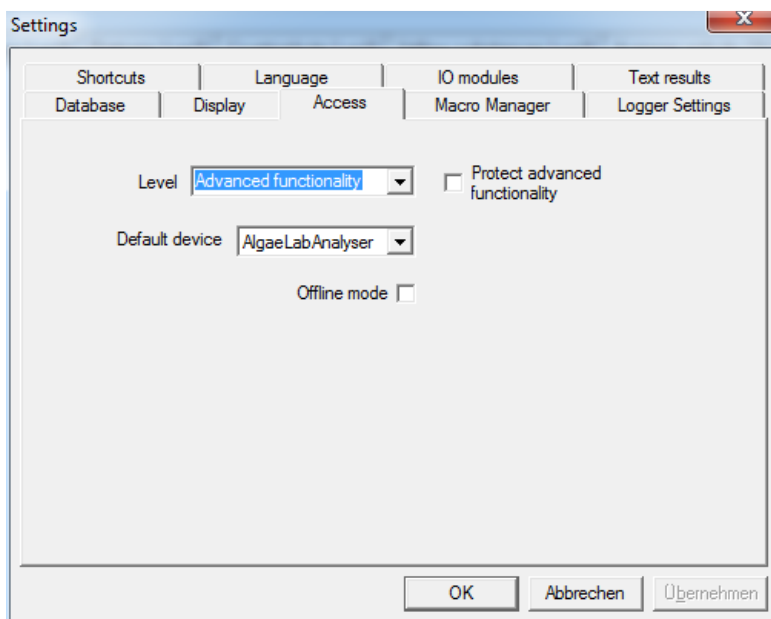 Settings
Shortcuts Language IO modules Text results
Database Display Access Macro Manager Logger Settings
Level Advanced functionality Protect advanced
functionality
Default device AlgaeLabAnalyser
Offline mode
OK Abbrechen Übernehmen